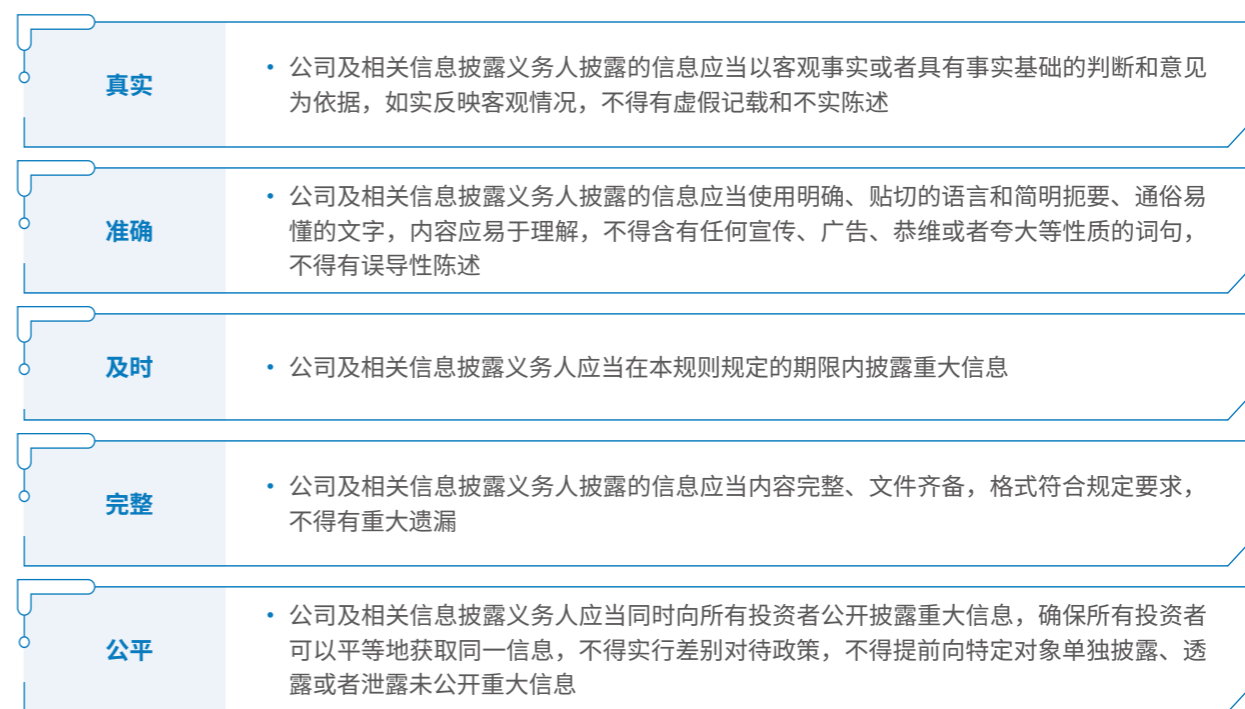 真实
• 公司及相关信息披露义务人披露的信息应当以客观事实或者具有事实基础的判断和意见
为依据，如实反映客观情况，不得有虚假记载和不实陈述
准确
• 公司及相关信息披露义务人披露的信息应当使用明确、贴切的语言和简明扼要、通俗易
懂的文字，内容应易于理解，不得含有任何宣传、广告、恭维或者夸大等性质的词句，
不得有误导性陈述
及时
• 公司及相关信息披露义务人应当在本规则规定的期限内披露重大信息
完整
• 公司及相关信息披露义务人披露的信息应当内容完整、文件齐备，格式符合规定要求，
不得有重大遗漏
公平
• 公司及相关信息披露义务人应当同时向所有投资者公开披露重大信息，确保所有投资者
可以平等地获取同一信息，不得实行差别对待政策，不得提前向特定对象单独披露、透
露或者泄露未公开重大信息